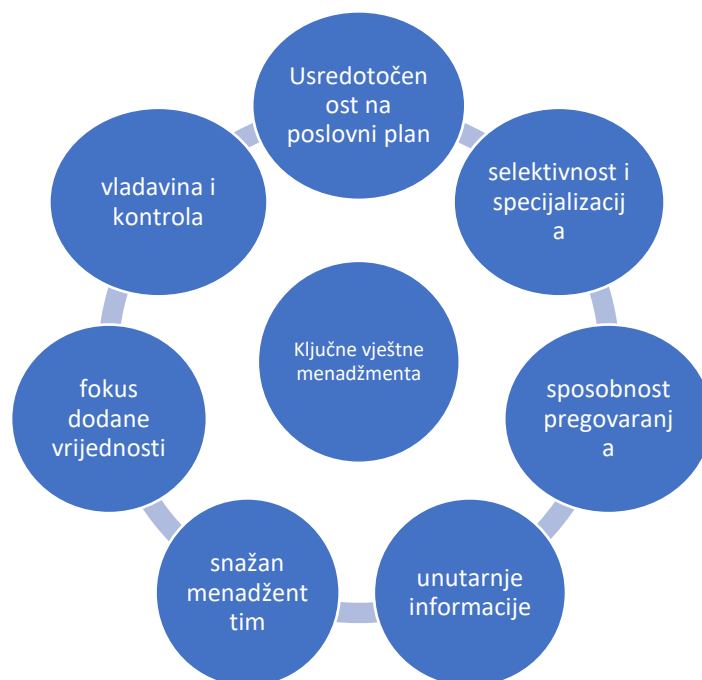 Usredotočen
ost na
poslovni plan
selektivnost i
specijalizacij
a
sposobnost
pregovaranj
a
unutarnje
informacije
snažan
menadžent
tim
fokus
dodane
vrijednosti
vladavina i
kontrola
Ključne vještne
menadžmenta